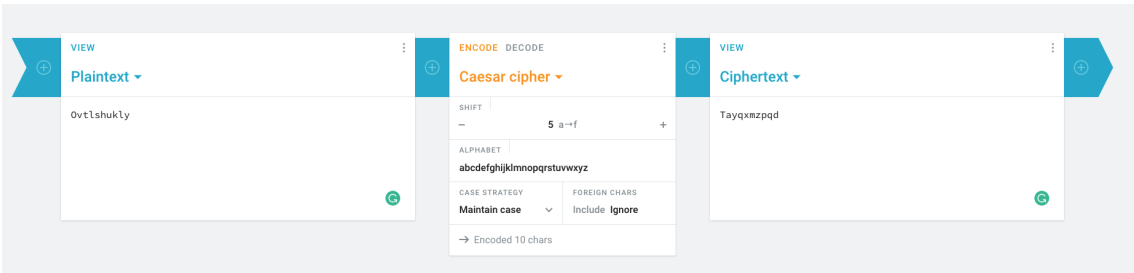 VIEW
Plaintext
Ovtlshukly
ENCODE DECODE
Caesar cipher
SHIFT
− 5 a→f +
ALPHABET
abcdefghijklmnopqrstuvwxyz
CASE STRATEGY
Maintain case
FOREIGN CHARS
Include Ignore
→ Encoded 10 chars
VIEW
Ciphertext
Tayqxmzpqd